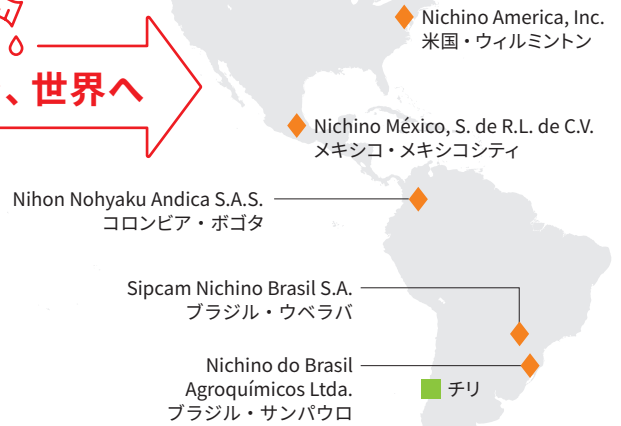 Nichino America, Inc.
米国・ウィルミントン
、世界へ
Nichino México, S. de R.L. de C.V.
メキシコ・メキシコシティ
Nihon Nohyaku Andica S.A.S.
コロンビア・ボゴタ
Sipcam Nichino Brasil S.A.
ブラジル・ウベラバ
Nichino do Brasil
Agroquímicos Ltda.
ブラジル・サンパウロ
チリ